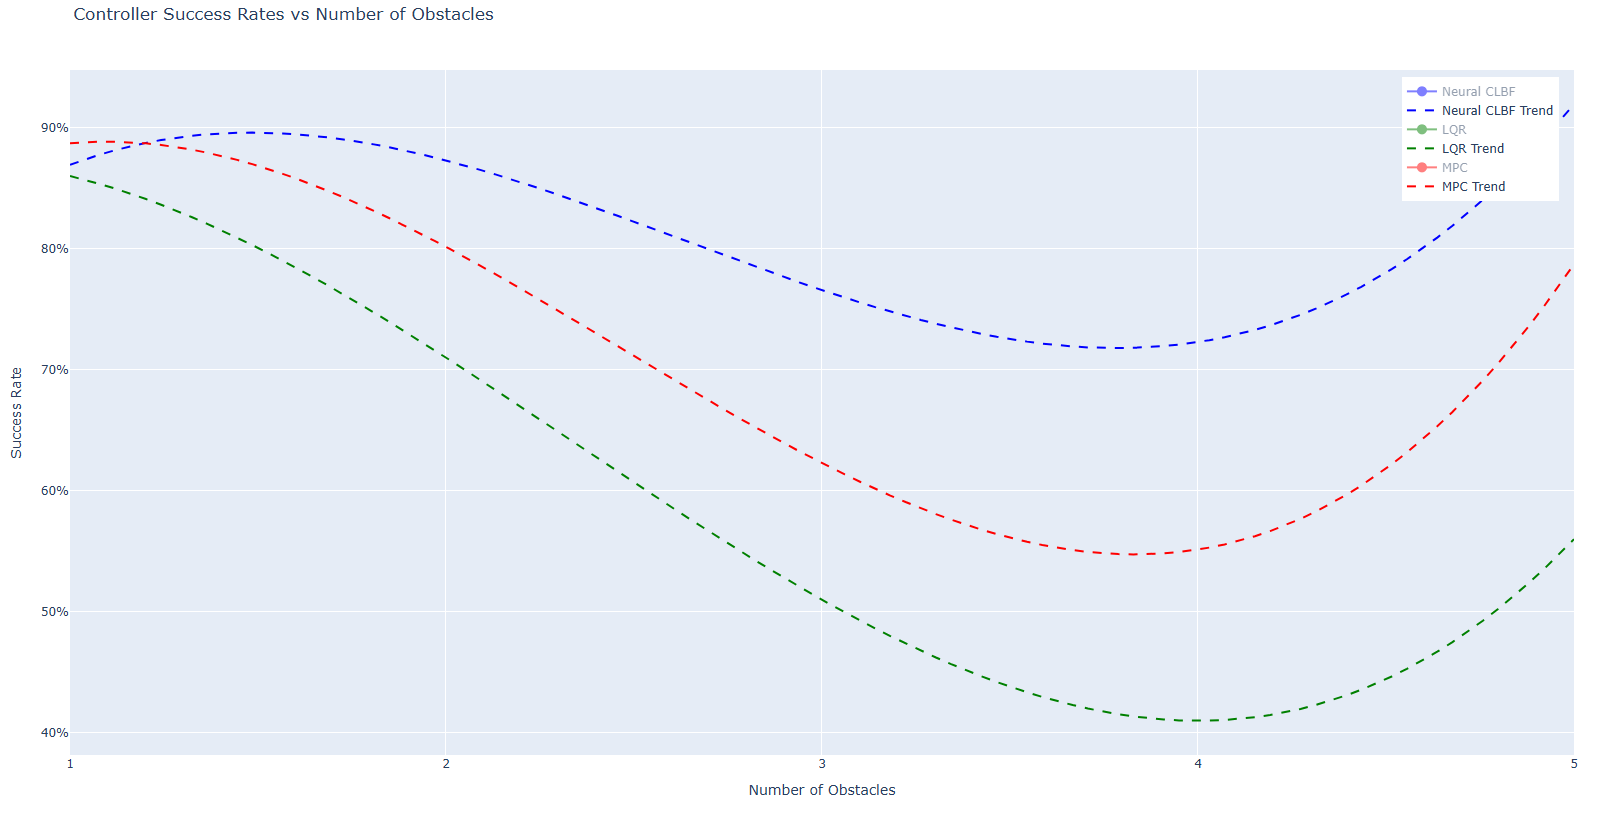 Controller Success Rates vs Number of Obstacles
Neural CLBF
Neural CLBF Trend
LQR
LQR Trend
MPC
MPC Trend
90%
80%
70%
60%
50%
40%
Success Rate
1 2 3 4 5
Number of Obstacles